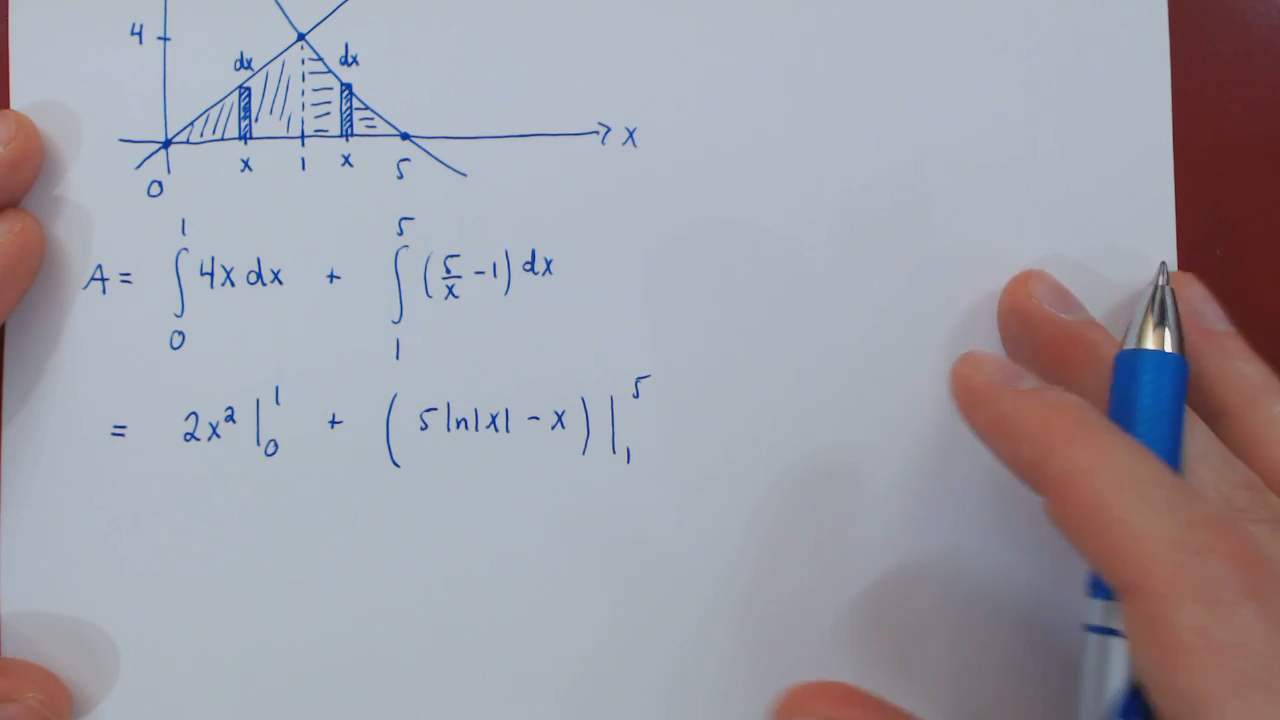 4
dx dx
x
x 1 x 5
0
A = ∫₀¹ 4x dx + ∫₁⁵ (5/x - 1) dx
= 2x² |₀¹ + ( 5 ln|x| - x ) |₁⁵